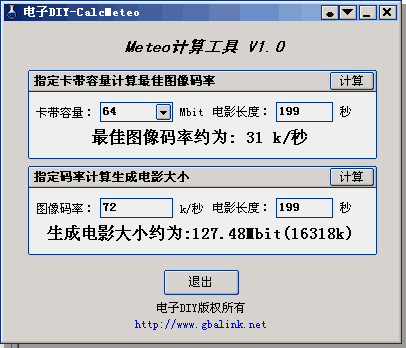 电子DIY-CalcMeteo
Meteo计算工具 V1.0
指定卡带容量计算最佳图像码率 计算
卡带容量： 64 Mbit 电影长度： 199 秒
最佳图像码率约为: 31 k/秒
指定码率计算生成电影大小 计算
图像码率： 72 k/秒 电影长度： 199 秒
生成电影大小约为:127.48Mbit(16318k)
退出
电子DIY版权所有
http://www.gbalink.net